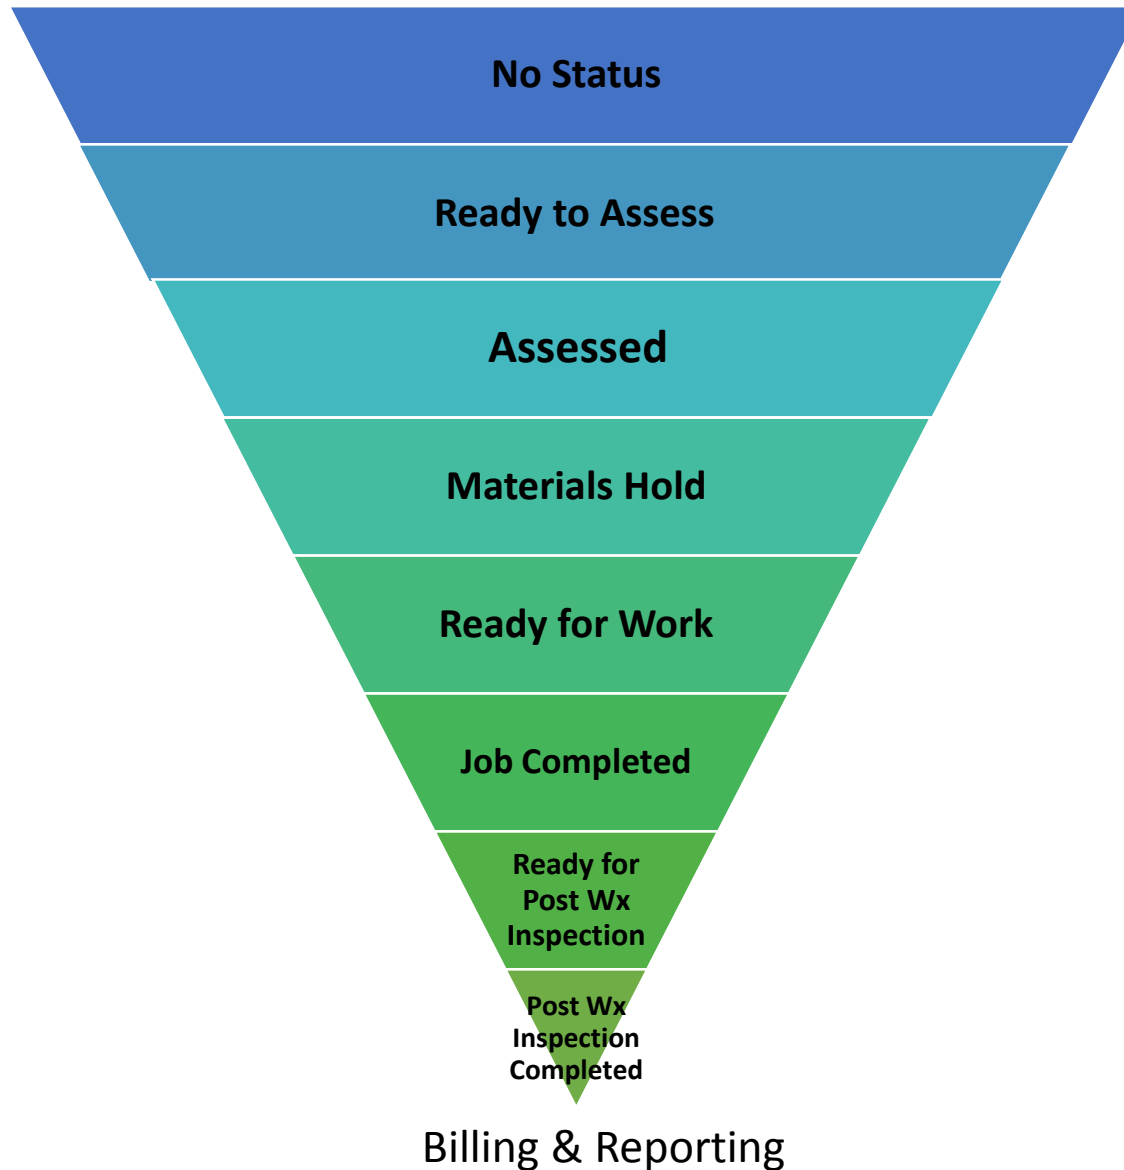 No Status
Ready to Assess
Assessed
Materials Hold
Ready for Work
Job Completed
Ready for
Post Wx
Inspection
Post Wx
Inspection
Completed
Billing & Reporting